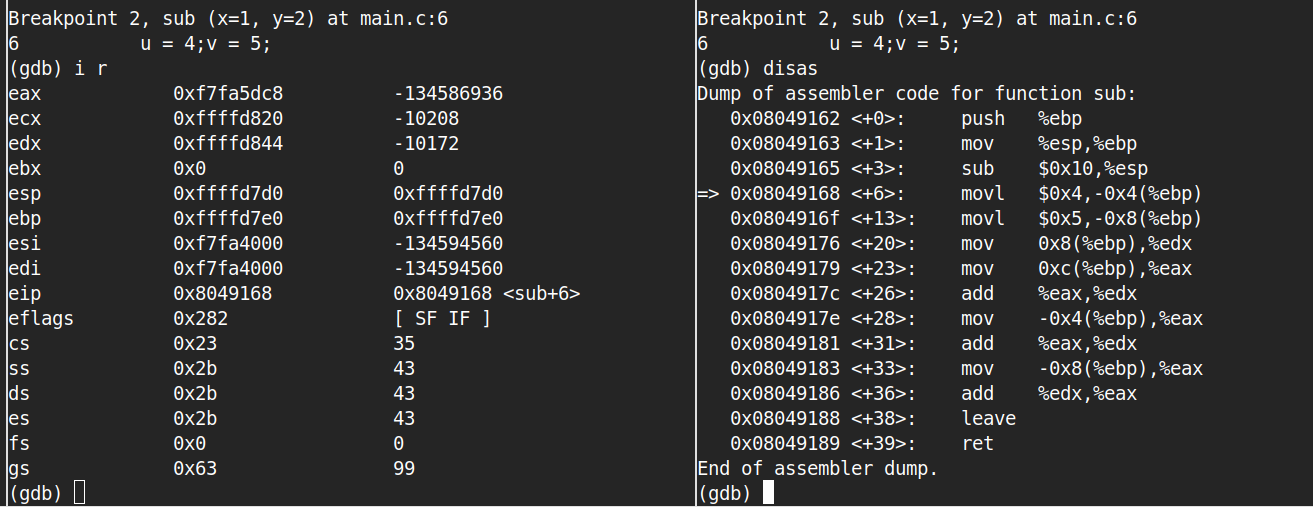 Breakpoint 2, sub (x=1, y=2) at main.c:6
6           u = 4;v = 5;
(gdb) i r
eax            0xf7fa5dc8          -134586936
ecx            0xffffd820          -10208
edx            0xffffd844          -10172
ebx            0x0                 0
esp            0xffffd7d0          0xffffd7d0
ebp            0xffffd7e0          0xffffd7e0
esi            0xf7fa4000          -134594560
edi            0xf7fa4000          -134594560
eip            0x8049168           0x8049168 <sub+6>
eflags         0x282               [ SF IF ]
cs             0x23                35
ss             0x2b                43
ds             0x2b                43
es             0x2b                43
fs             0x0                 0
gs             0x63                99
(gdb)
Breakpoint 2, sub (x=1, y=2) at main.c:6
6           u = 4;v = 5;
(gdb) disas
Dump of assembler code for function sub:
   0x08049162 <+0>:     push   %ebp
   0x08049163 <+1>:     mov    %esp,%ebp
   0x08049165 <+3>:     sub    $0x10,%esp
=> 0x08049168 <+6>:     movl   $0x4,-0x4(%ebp)
   0x0804916f <+13>:    movl   $0x5,-0x8(%ebp)
   0x08049176 <+20>:    mov    0x8(%ebp),%edx
   0x08049179 <+23>:    mov    0xc(%ebp),%eax
   0x0804917c <+26>:    add    %eax,%edx
   0x0804917e <+28>:    mov    -0x4(%ebp),%eax
   0x08049181 <+31>:    add    %eax,%edx
   0x08049183 <+33>:    mov    -0x8(%ebp),%eax
   0x08049186 <+36>:    add    %edx,%eax
   0x08049188 <+38>:    leave
   0x08049189 <+39>:    ret
End of assembler dump.
(gdb)